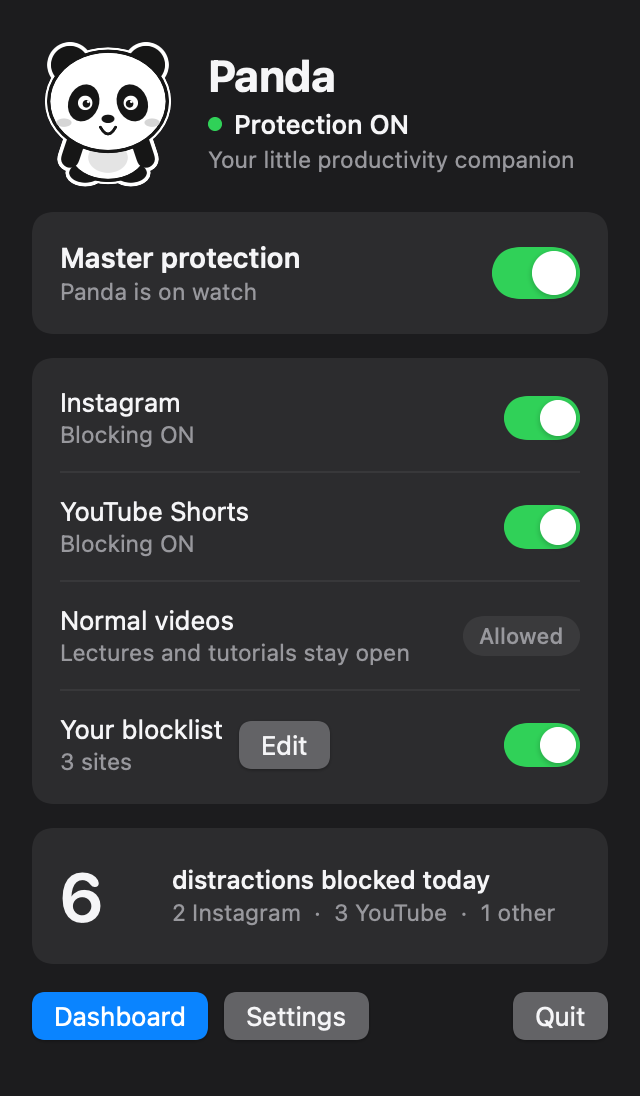 Panda
Protection ON
Your little productivity companion
Master protection
Panda is on watch
Instagram
Blocking ON
YouTube Shorts
Blocking ON
Normal videos
Lectures and tutorials stay open
Allowed
Your blocklist
3 sites
Edit
6
distractions blocked today
2 Instagram · 3 YouTube · 1 other
Dashboard
Settings
Quit